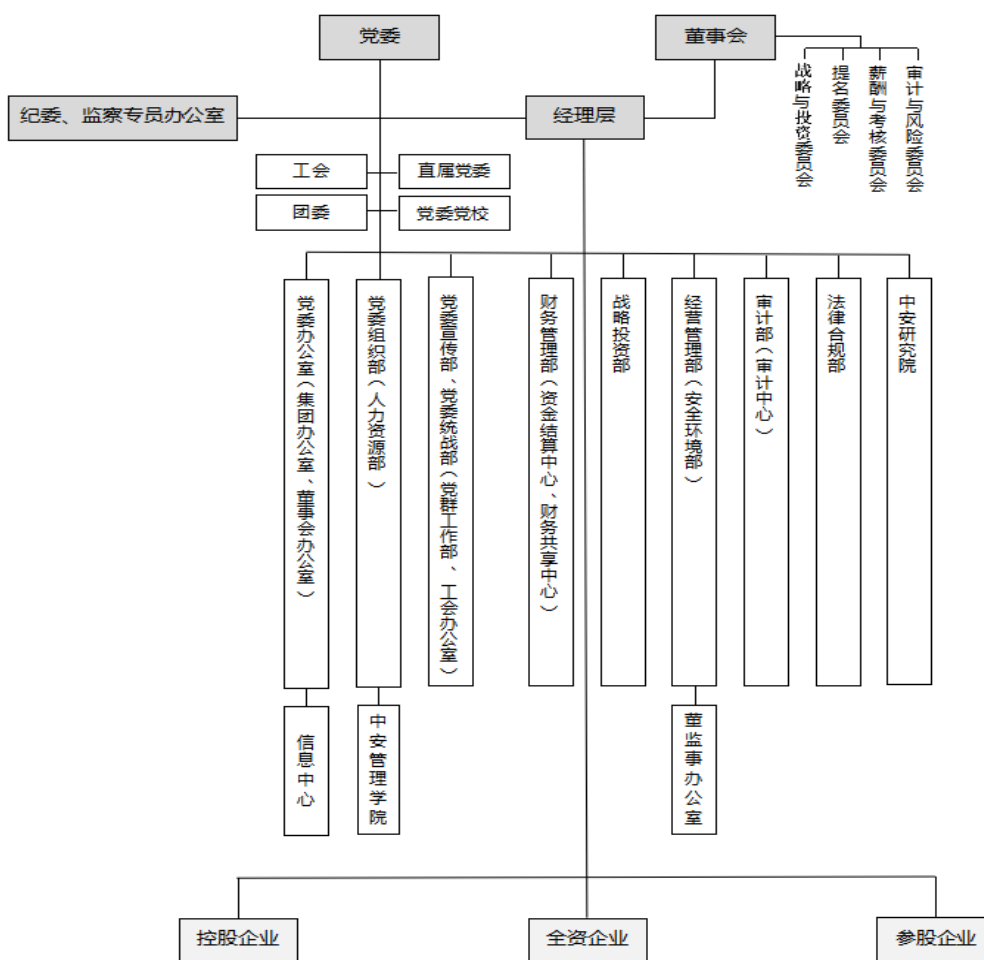 党委
董事会
战略与投资委员会
提名委员会
薪酬与考核委员会
审计与风险委员会
纪委、监察专员办公室
经理层
工会
直属党委
团委
党委党校
党委办公室（集团办公室、董事会办公室）
党委组织部（人力资源部）
党委宣传部、党委统战部（党群工作部、工会办公室）
财务管理部（资金结算中心、财务共享中心）
战略投资部
经营管理部（安全环境部）
审计部（审计中心）
法律合规部
中安研究院
信息中心
中安管理学院
董监事办公室
控股企业
全资企业
参股企业